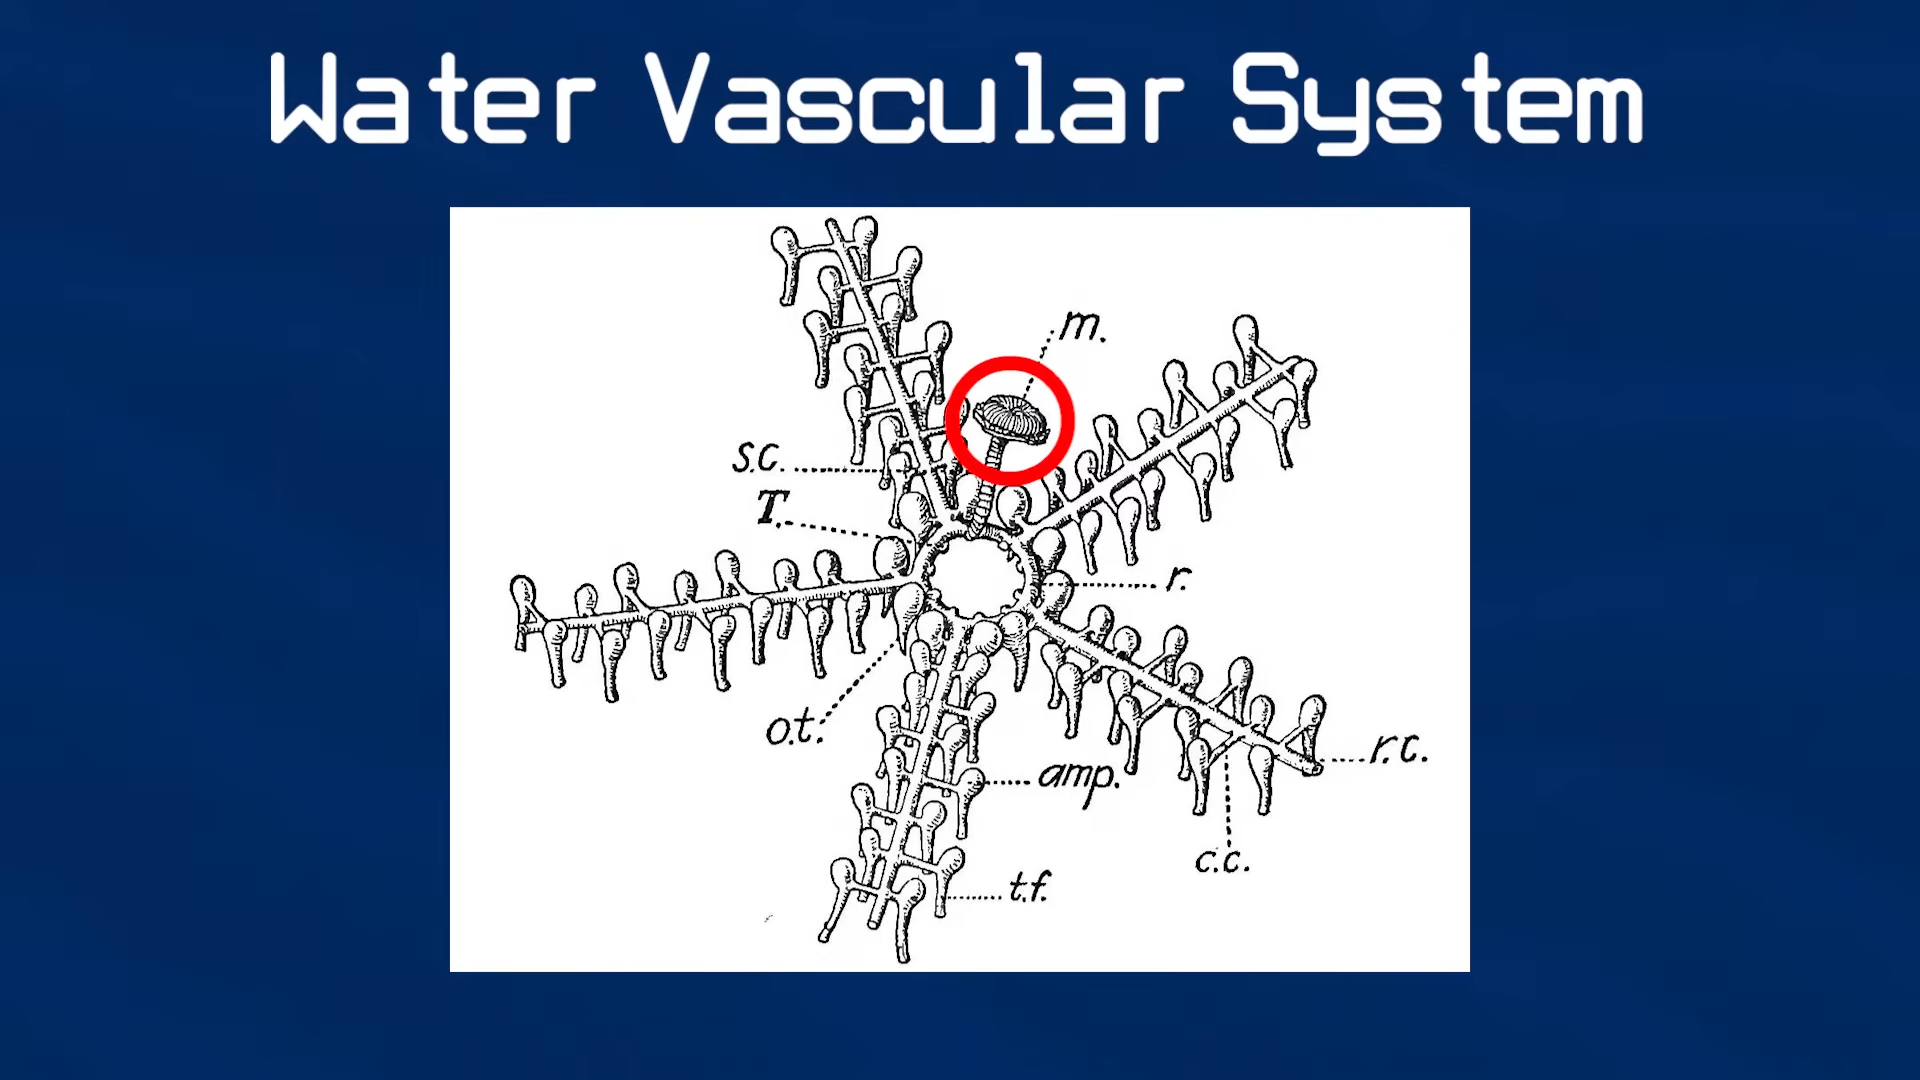 Water Vascular System
m.
s.c.
T.
r.
o.t.
amp.
r.c.
c.c.
t.f.